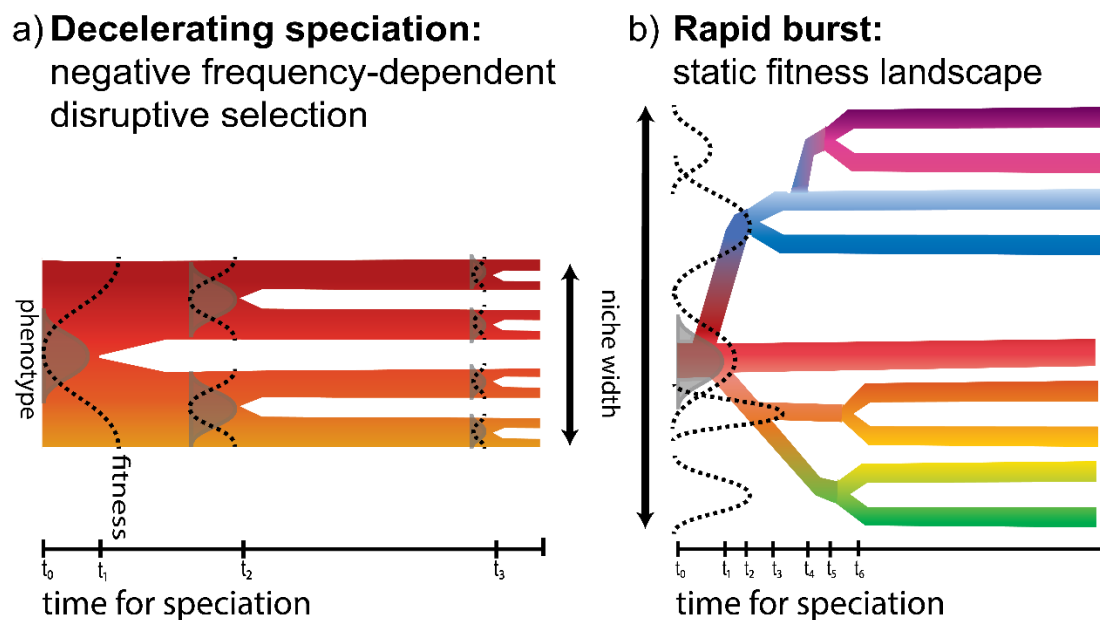 a) Decelerating speciation:
negative frequency-dependent
disruptive selection
phenotype
fitness
t0 t1 t2 t3
time for speciation
b) Rapid burst:
static fitness landscape
niche width
t0 t1 t2 t3 t4 t5 t6
time for speciation